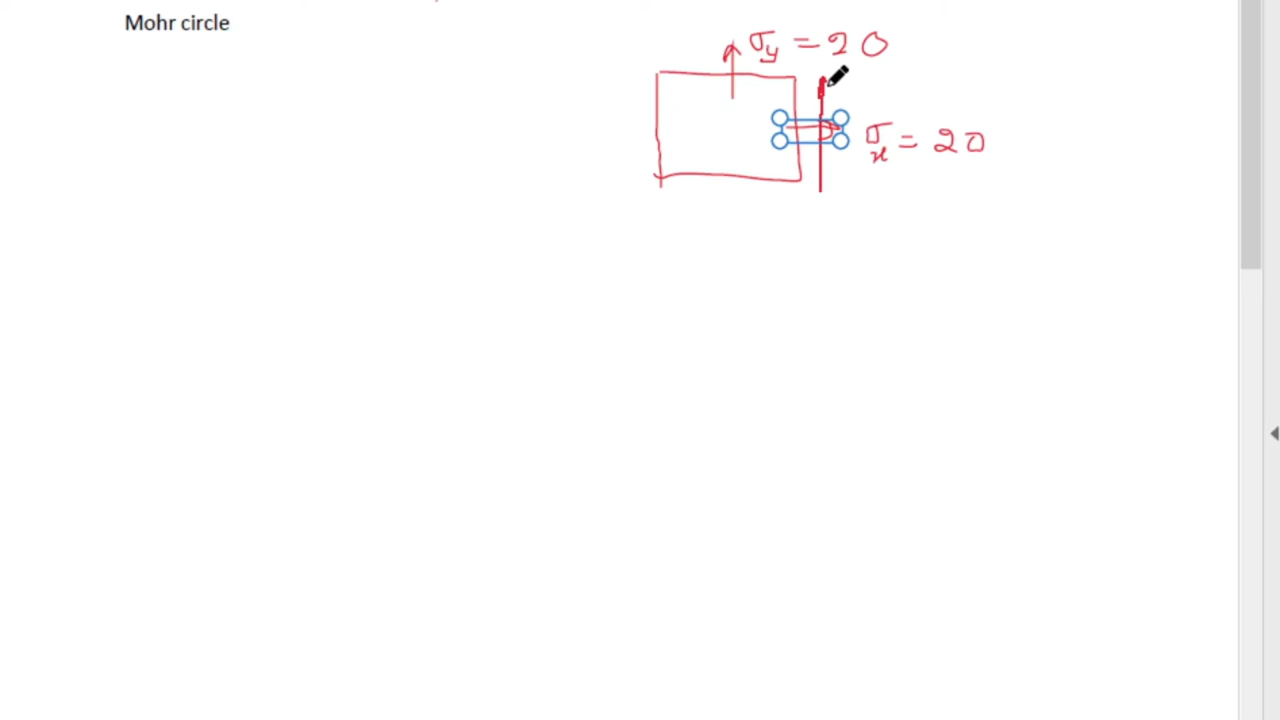 Mohr circle
σy = 20
σx = 20